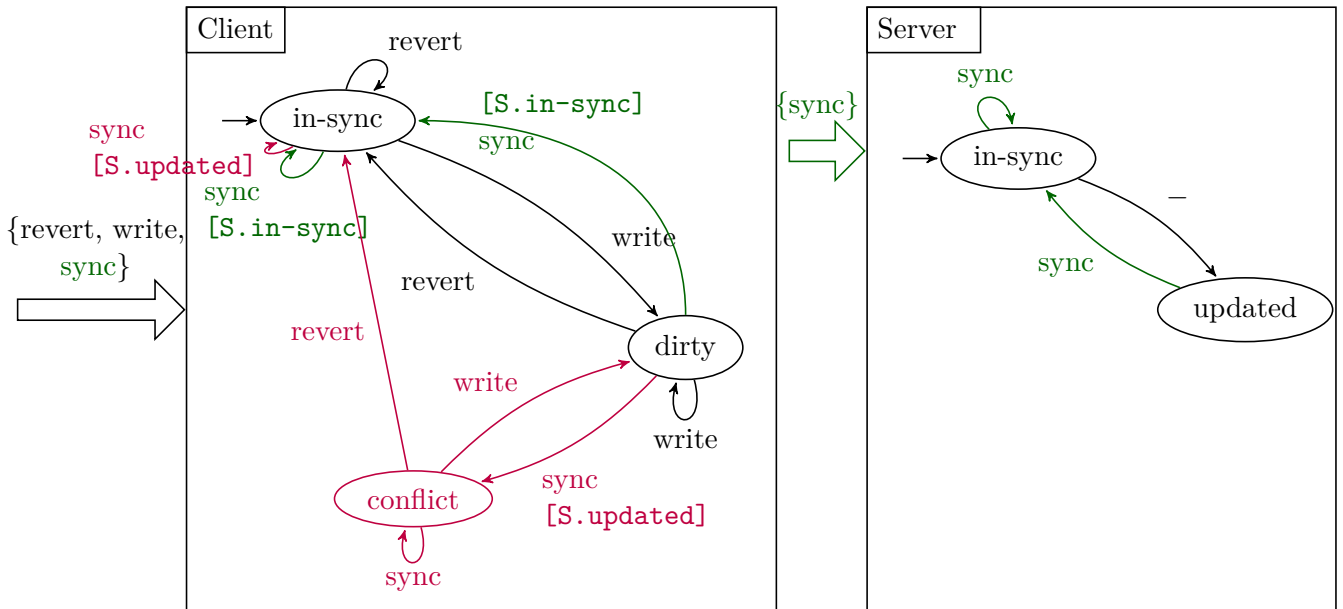 Client
revert
in-sync
[S.in-sync]
sync
sync
[S.updated]
sync
[S.in-sync]
{revert, write,
sync}
write
revert
revert
dirty
write
write
conflict
sync
[S.updated]
sync
{sync}
Server
sync
in-sync
–
sync
updated